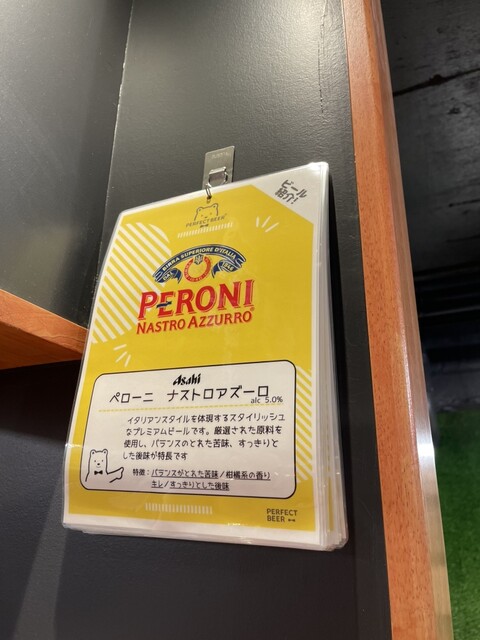 ビール
紹介!
PERFECT BEER
BIRRA SUPERIORE D'ITALIA
PERONI
NASTRO AZZURRO
Asahi
ペローニ ナストロアズーロ
alc 5.0%
イタリアンスタイルを体現するスタイリッシュ
なプレミアムビールです。厳選された原料を
使用し、バランスのとれた苦味、すっきりと
した後味が特長です
特徴：バランスがとれた苦味/柑橘系の香り
キレ/すっきりとした後味
PERFECT
BEER